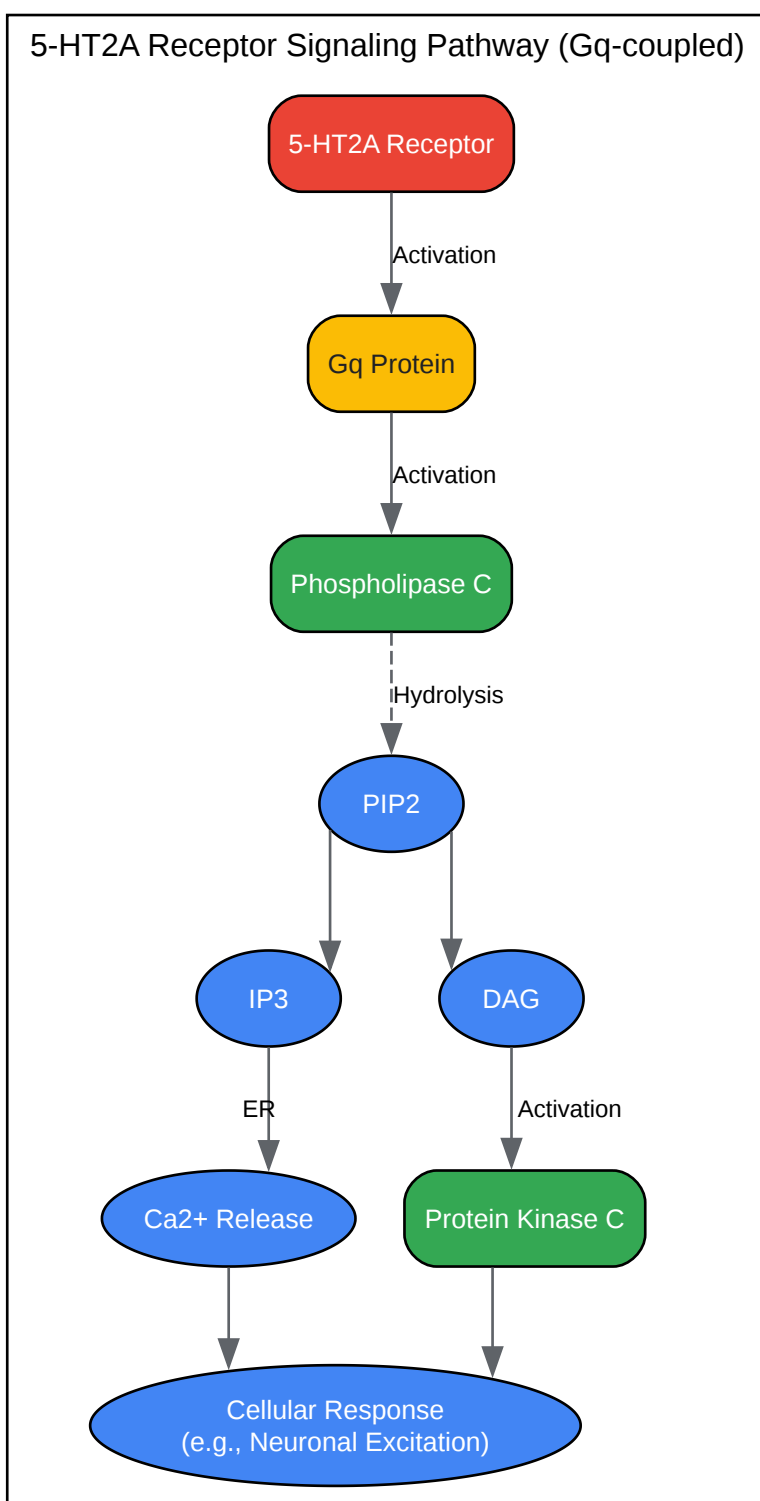 5-HT2A Receptor Signaling Pathway (Gq-coupled)
5-HT2A Receptor
Activation
Gq Protein
Activation
Phospholipase C
Hydrolysis
PIP2
IP3
DAG
ER
Activation
Ca2+ Release
Protein Kinase C
Cellular Response
(e.g., Neuronal Excitation)